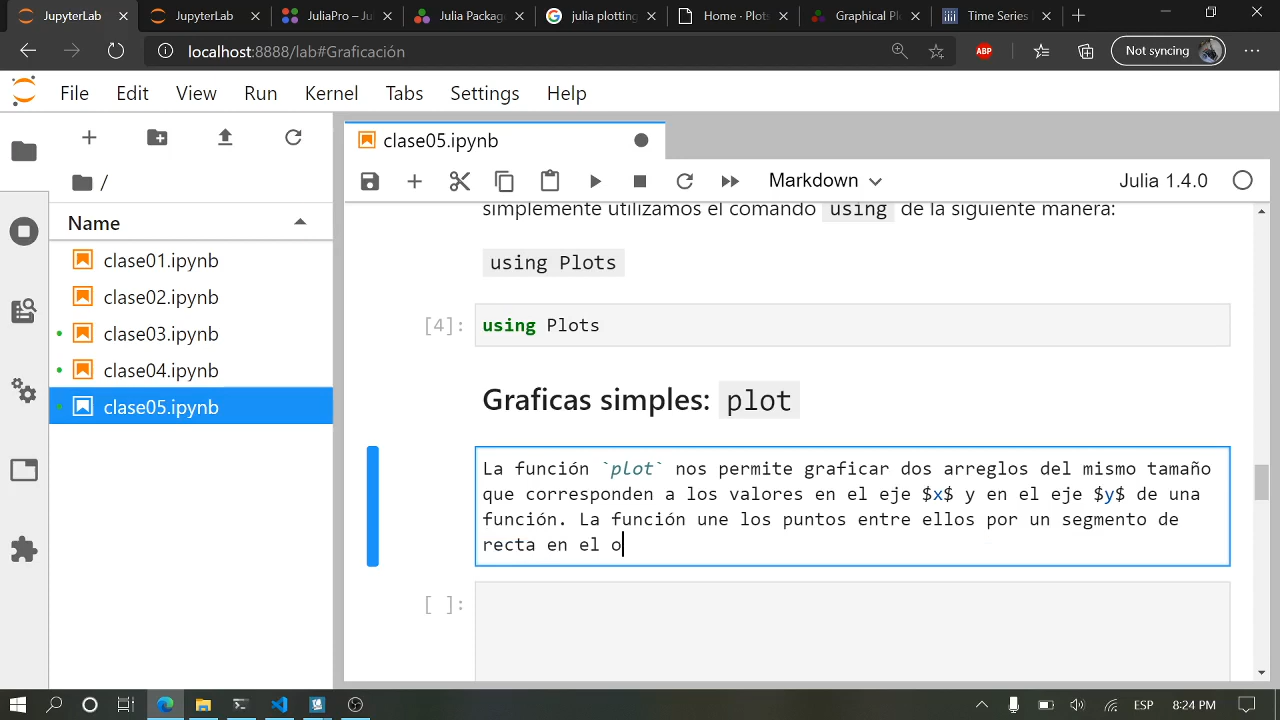 JupyterLab
JupyterLab
JuliaPro – Jul
Julia Packag
julia plotting
Home · Plots
Graphical Pl
Time Series
localhost:8888/lab#Graficación
ABP
Not syncing
File Edit View Run Kernel Tabs Settings Help
clase05.ipynb
/
Markdown
Julia 1.4.0
Name
clase01.ipynb
clase02.ipynb
clase03.ipynb
clase04.ipynb
clase05.ipynb
simplemente utilizamos el comando using de la siguiente manera:
using Plots
[4]: using Plots
Graficas simples: plot
La función `plot` nos permite graficar dos arreglos del mismo tamaño
que corresponden a los valores en el eje $x$ y en el eje $y$ de una
función. La función une los puntos entre ellos por un segmento de
recta en el o
[ ]:
ESP
8:24 PM